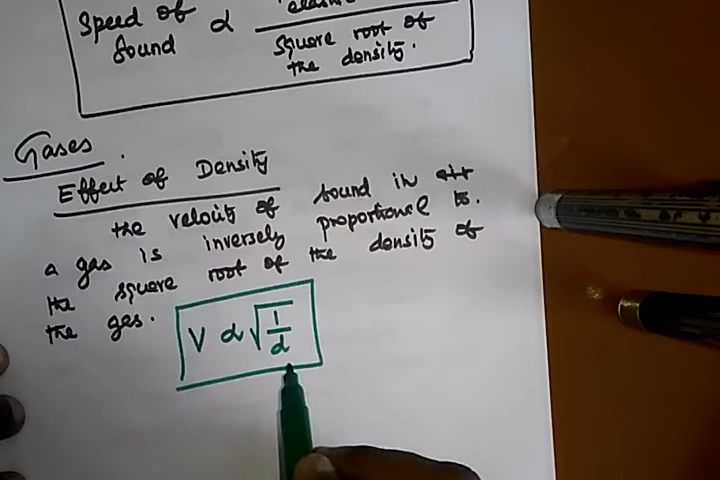 Speed of sound ∝
Square root of
the density.
Gases
Effect of Density
the velocity of sound in air
a gas is inversely proportional to.
the square root of the density of
the gas.
V ∝ √1/d